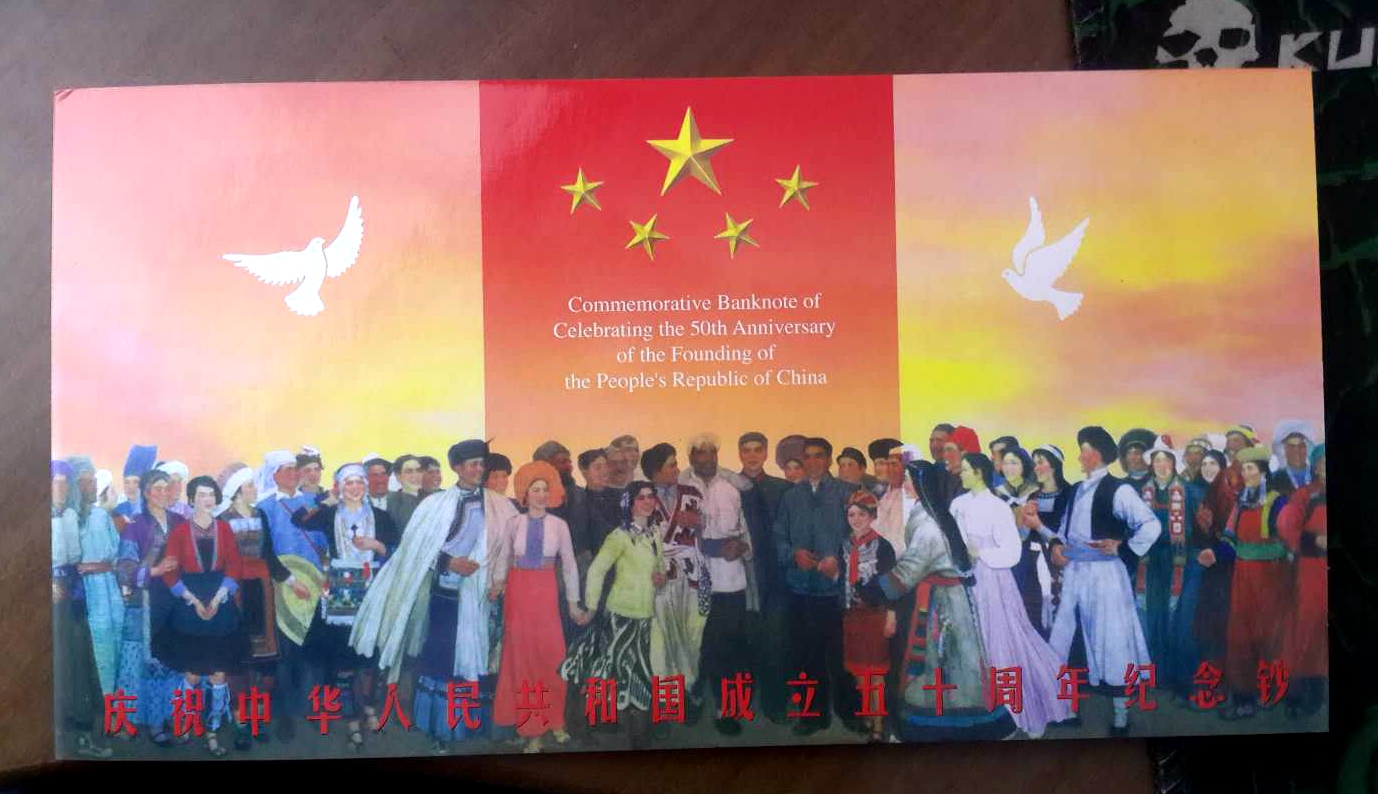 KU
Commemorative Banknote of
Celebrating the 50th Anniversary
of the Founding of
the People's Republic of China
庆祝中华人民共和国成立五十周年纪念钞